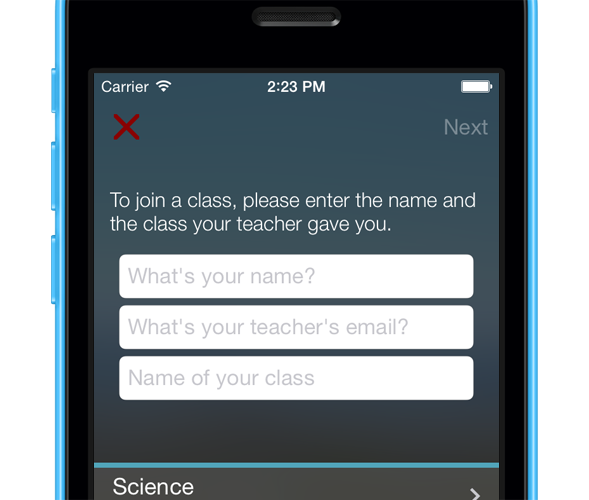 Carrier 2:23 PM
Next
To join a class, please enter the name and
the class your teacher gave you.
What's your name?
What's your teacher's email?
Name of your class
Science